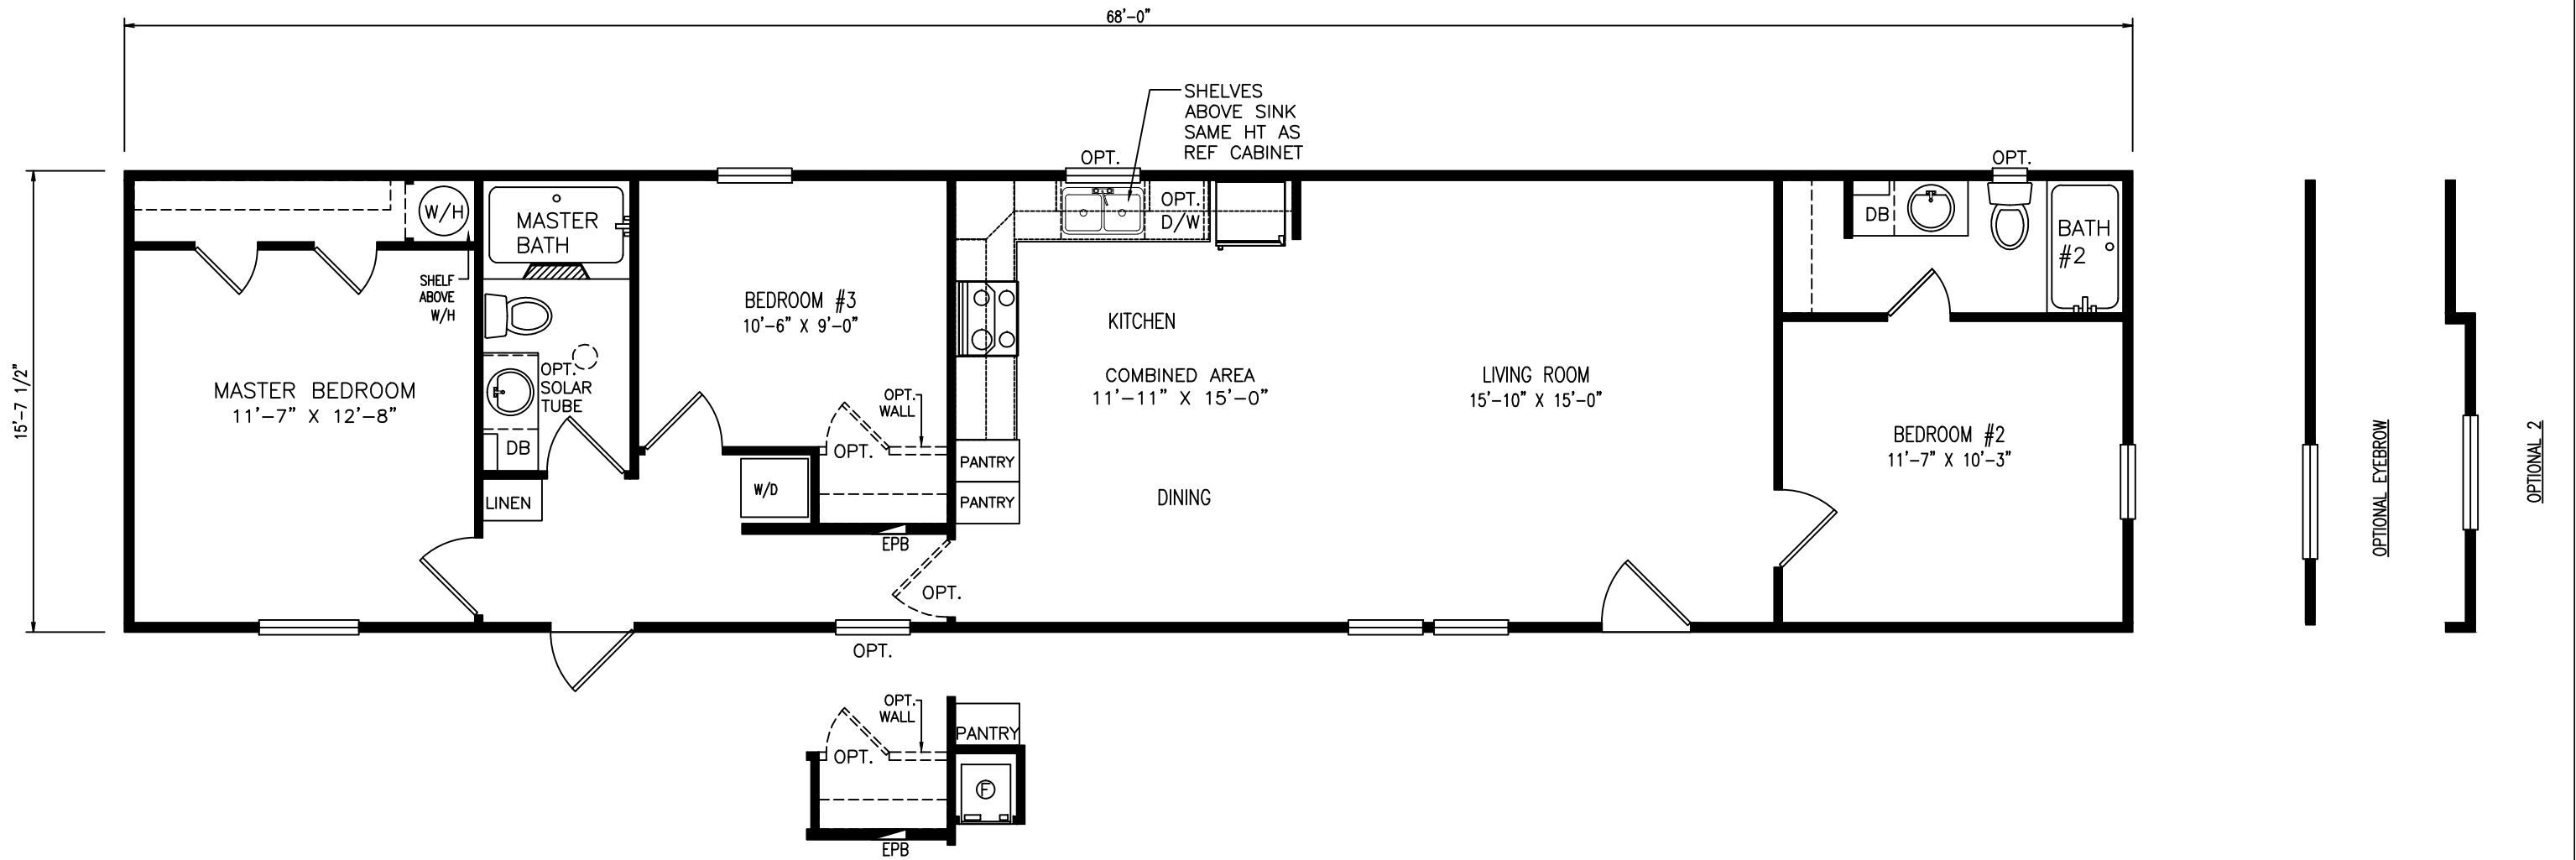 68'-0"
SHELVES
ABOVE SINK
SAME HT AS
REF CABINET
OPT.
OPT.
15'-7 1/2"
W/H
SHELF
ABOVE
W/H
MASTER
BATH
OPT.
SOLAR
TUBE
DB
LINEN
MASTER BEDROOM
11'-7" X 12'-8"
BEDROOM #3
10'-6" X 9'-0"
OPT.
WALL
OPT.
W/D
EPB
OPT.
OPT.
OPT.
D/W
KITCHEN
COMBINED AREA
11'-11" X 15'-0"
PANTRY
PANTRY
DINING
LIVING ROOM
15'-10" X 15'-0"
DB
BATH
#2
BEDROOM #2
11'-7" X 10'-3"
OPTIONAL EYEBROW
OPTIONAL 2
OPT.
WALL
OPT.
PANTRY
F
EPB